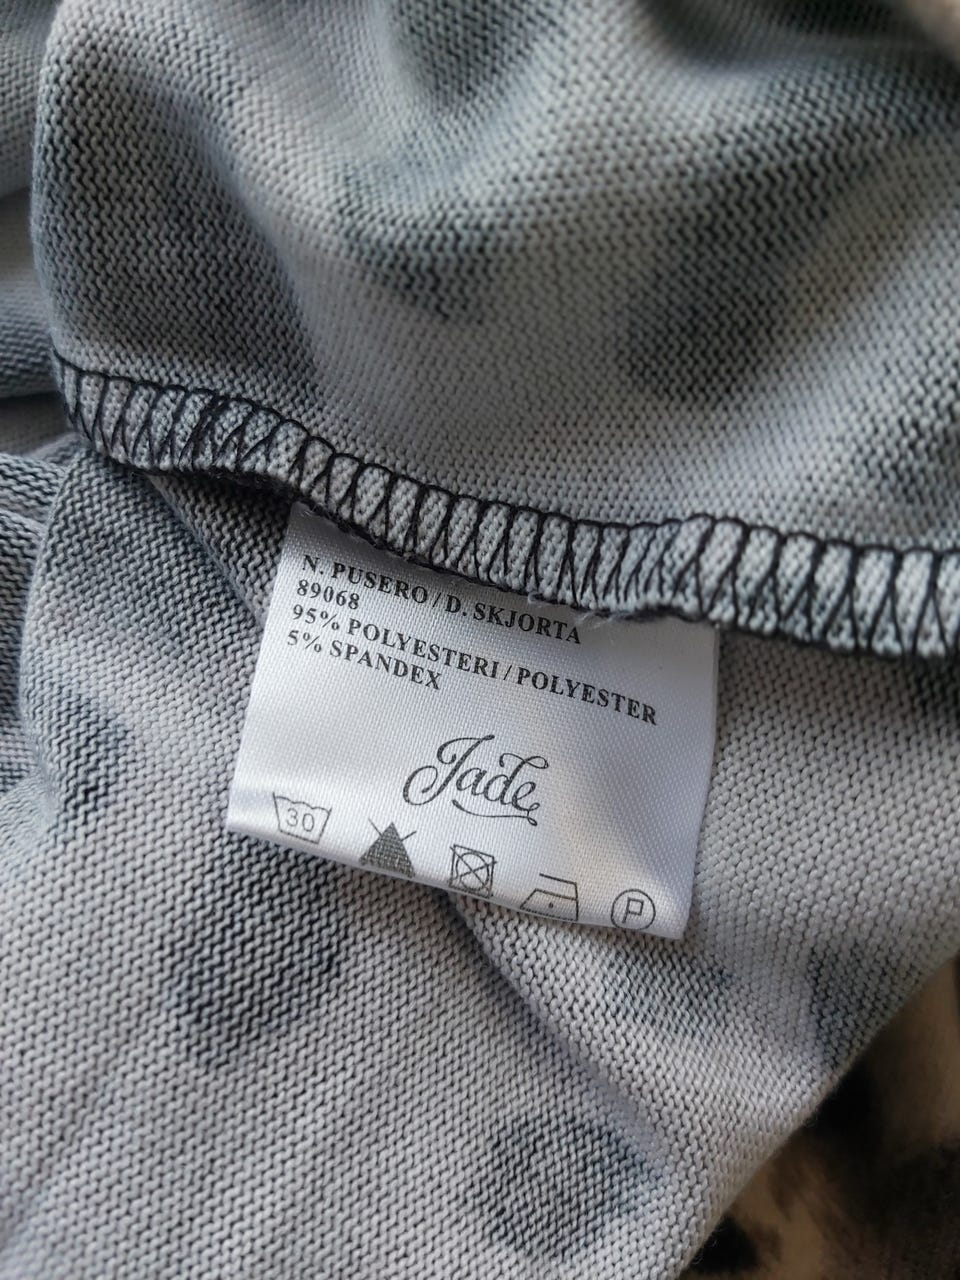 N. PUSERO / D. SKJORTA
89068
95% POLYESTERI / POLYESTER
5% SPANDEX
Jade
30
P